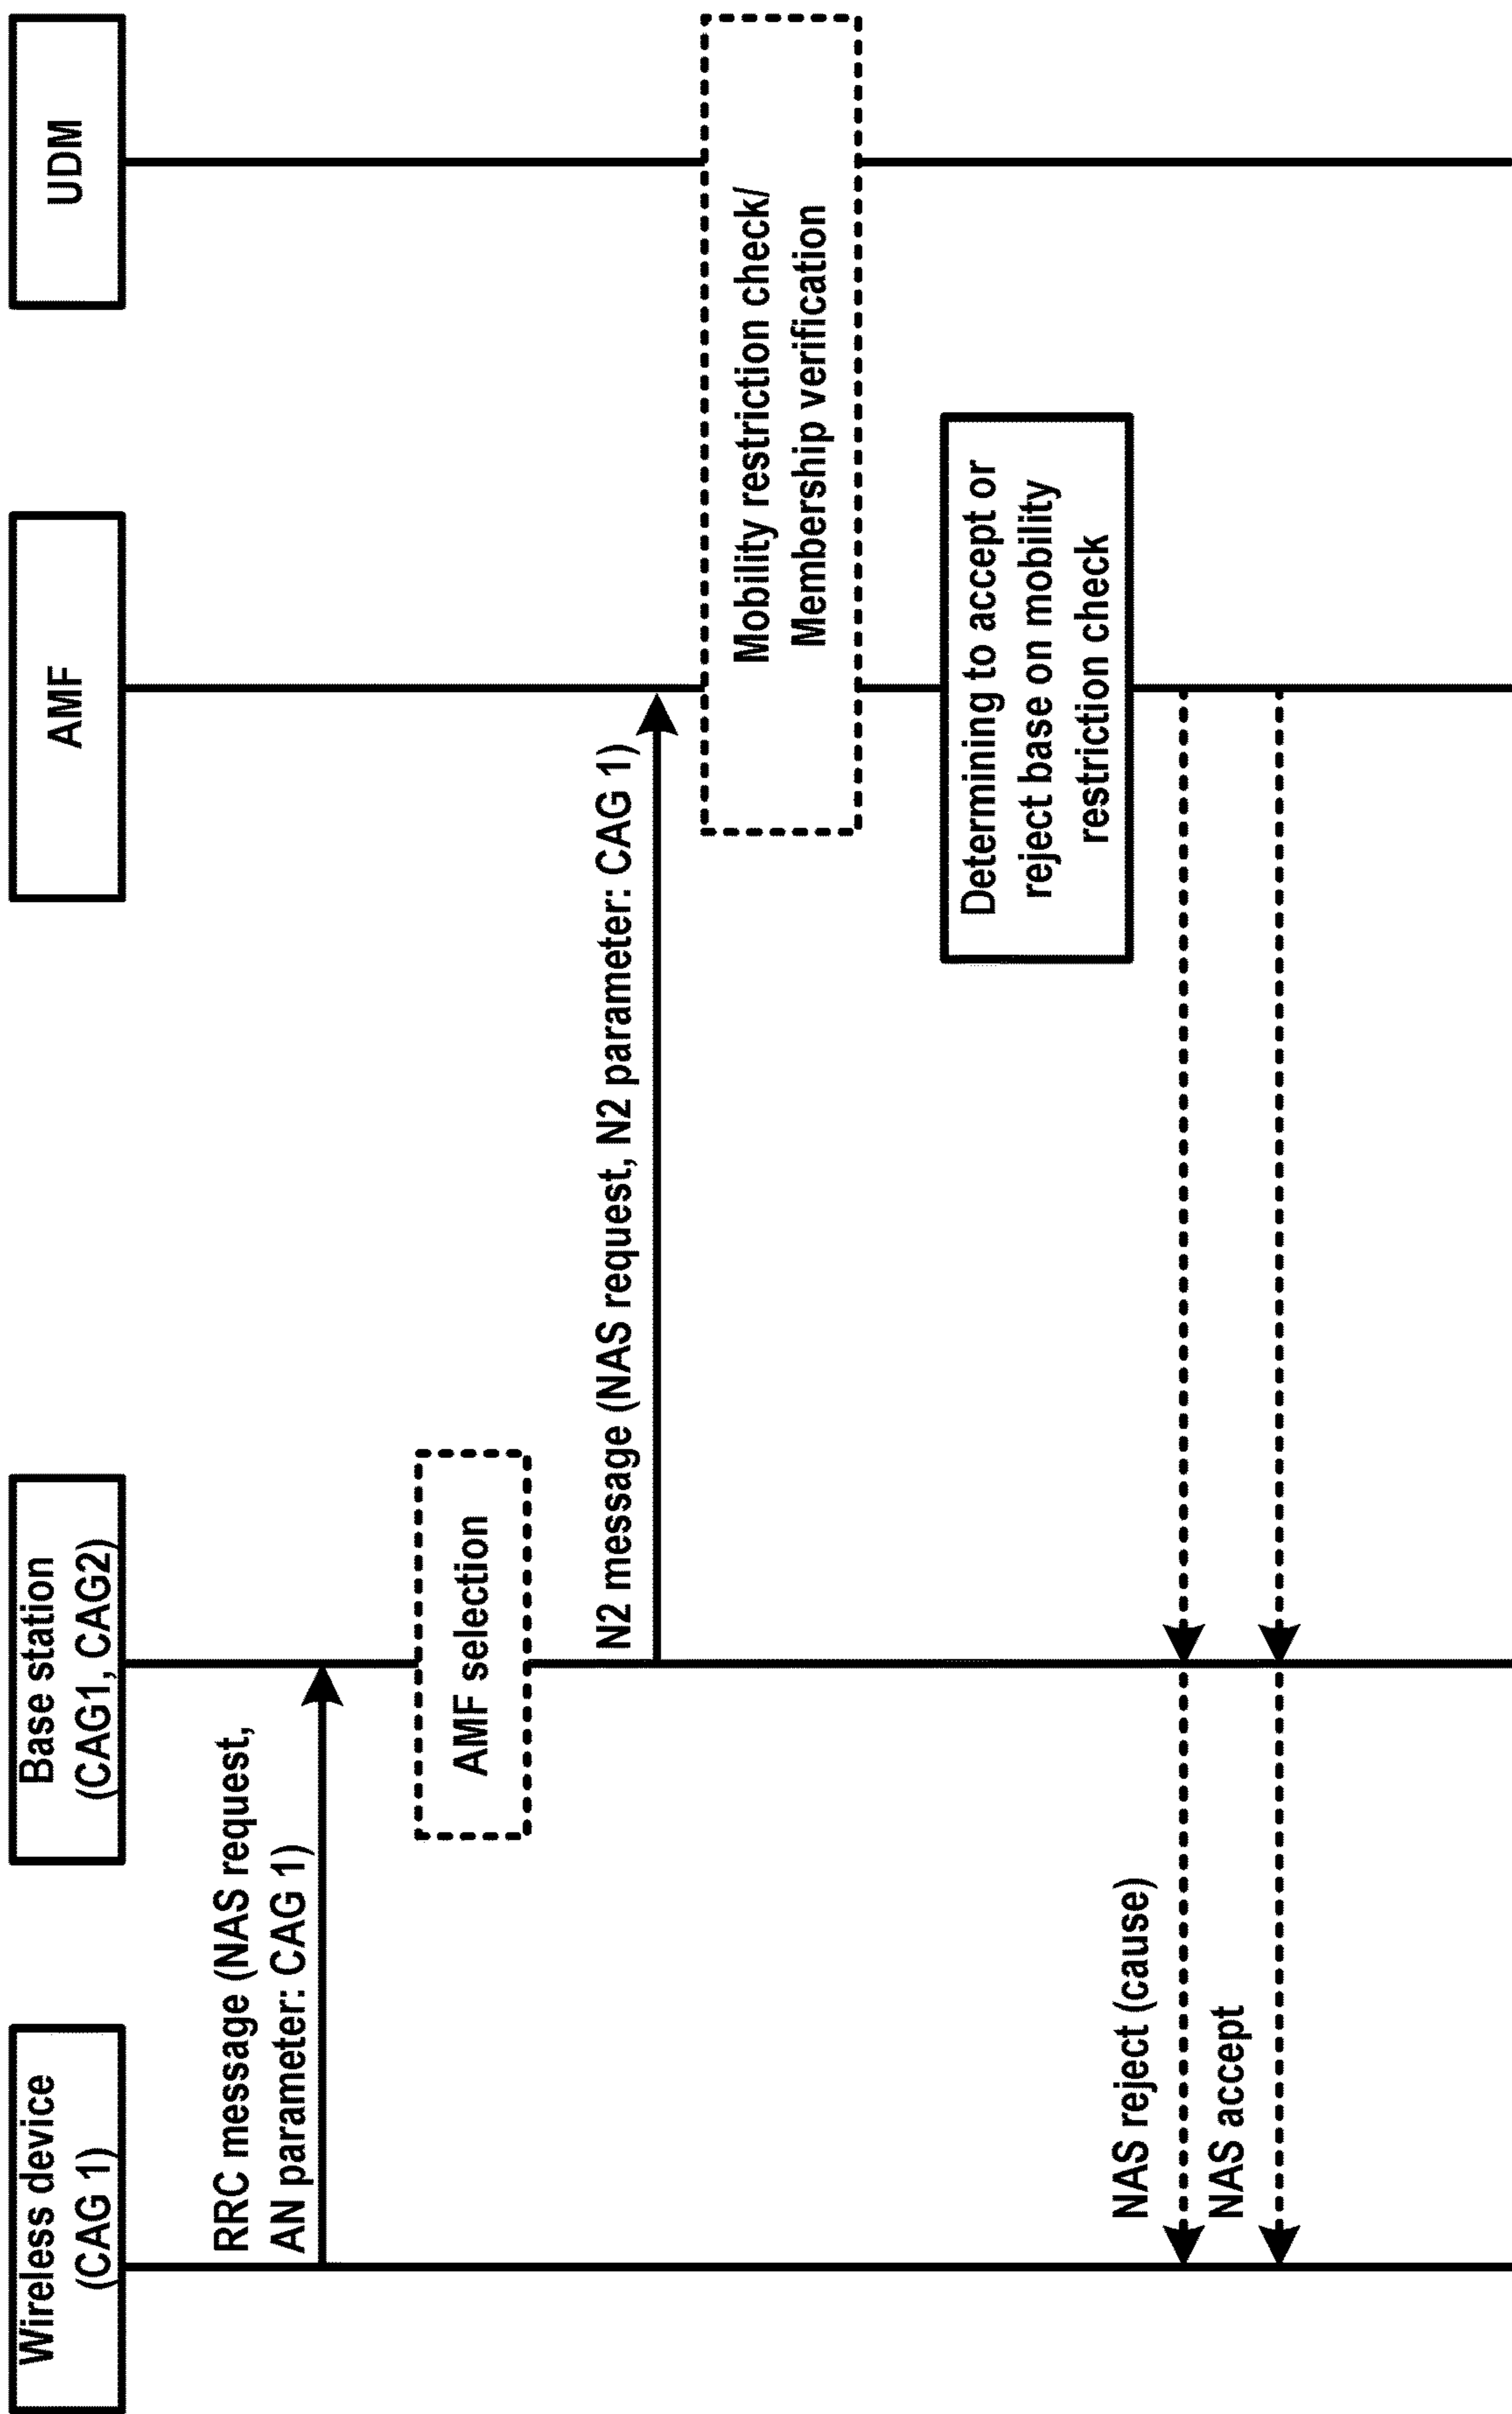 Wireless device
(CAG 1)
Base station
(CAG1, CAG2)
AMF
UDM
RRC message (NAS request,
AN parameter: CAG 1)
AMF selection
N2 message (NAS request, N2 parameter: CAG 1)
Mobility restriction check/
Membership verification
Determining to accept or
reject base on mobility
restriction check
NAS reject (cause)
NAS accept